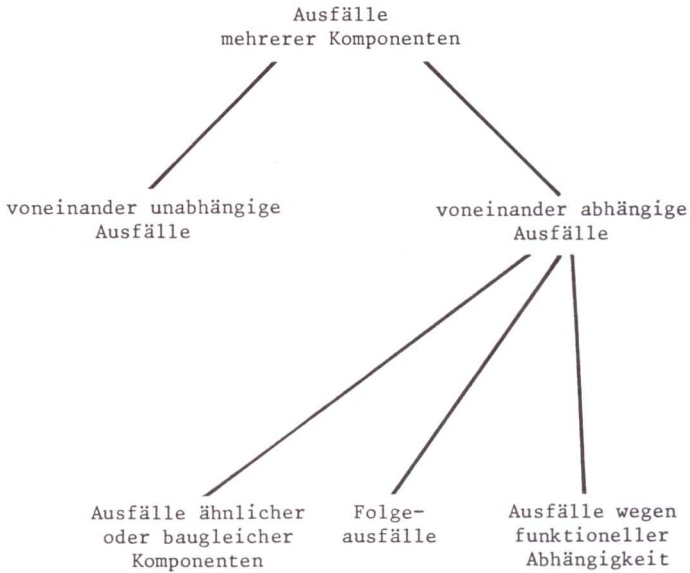 Ausfälle
mehrerer Komponenten
voneinander unabhängige
Ausfälle
voneinander abhängige
Ausfälle
Ausfälle ähnlicher
oder baugleicher
Komponenten
Folge-
ausfälle
Ausfälle wegen
funktioneller
Abhängigkeit